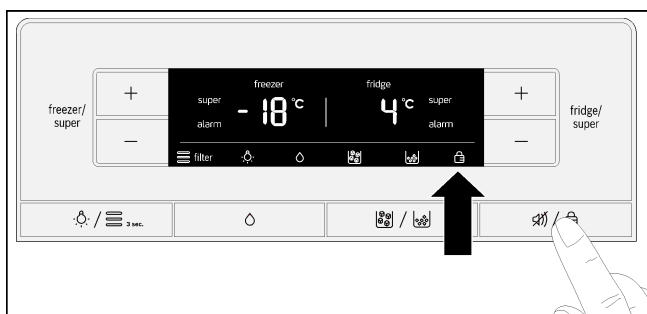 freezer/
super
+
−
freezer
super
alarm
-18 °C
fridge
4 °C
super
alarm
filter
+
−
fridge/
super
/
3 sec.
/
/